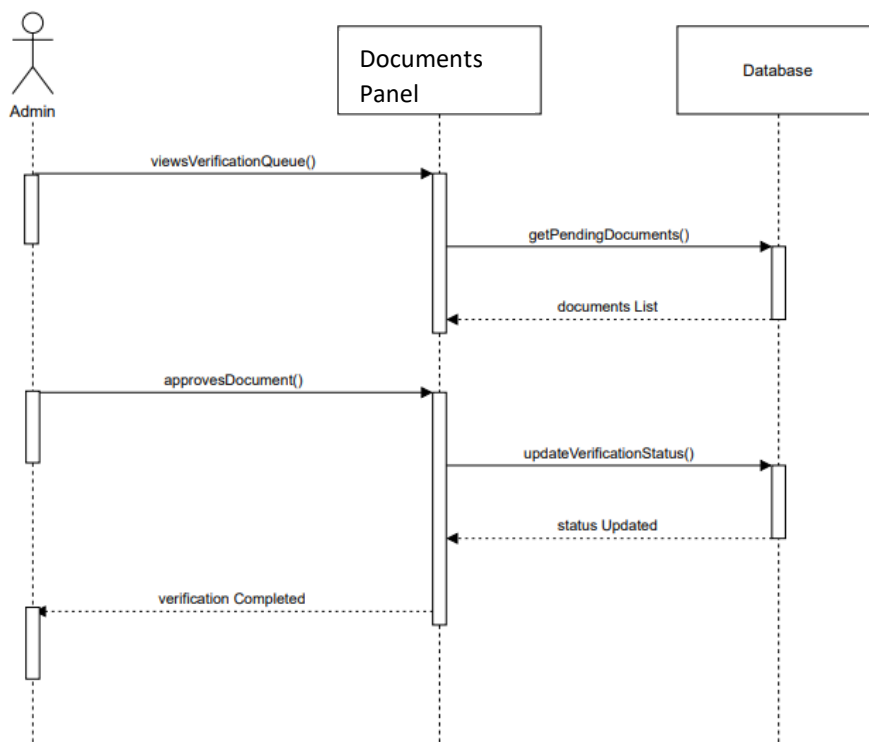 Documents
Panel
Database
Admin
viewsVerificationQueue()
getPendingDocuments()
documents List
approvesDocument()
updateVerificationStatus()
status Updated
verification Completed